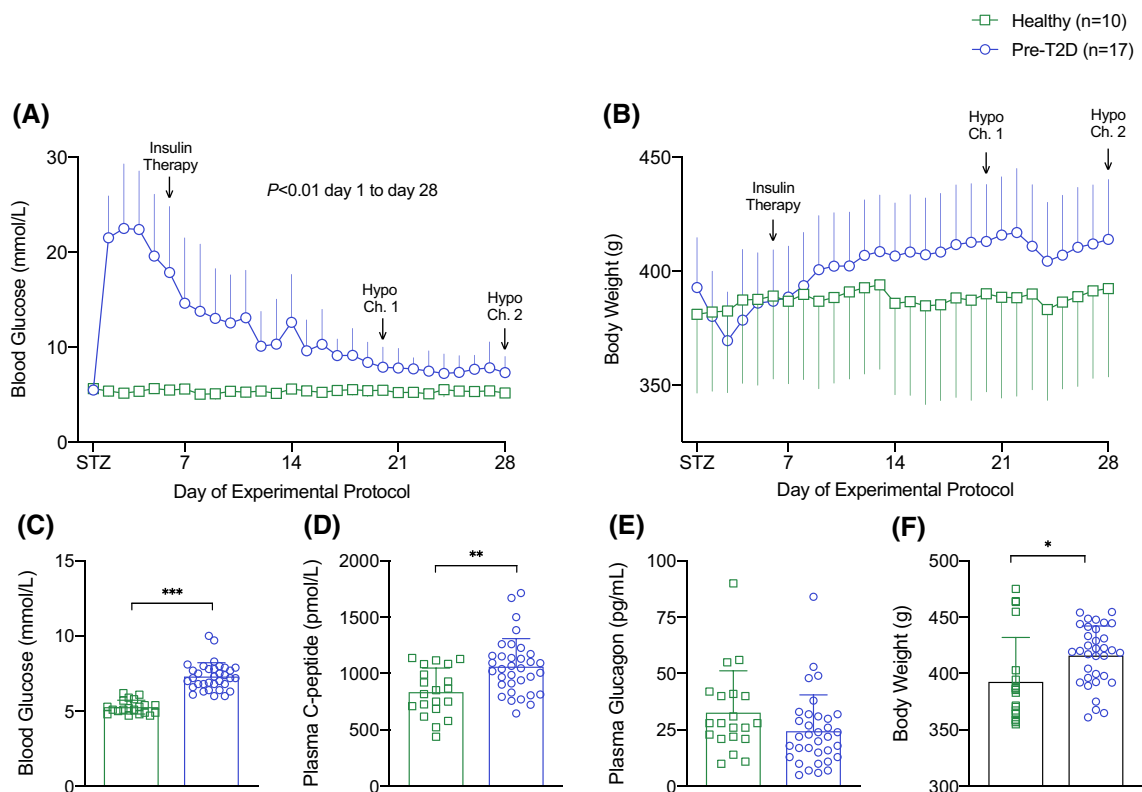 Healthy (n=10)
Pre-T2D (n=17)
(A)
Blood Glucose (mmol/L)
30
20
10
0
Insulin
Therapy
P<0.01 day 1 to day 28
Hypo
Ch. 1
Hypo
Ch. 2
STZ 7 14 21 28
Day of Experimental Protocol
(B)
Body Weight (g)
450
400
350
Insulin
Therapy
Hypo
Ch. 1
Hypo
Ch. 2
STZ 7 14 21 28
Day of Experimental Protocol
(C)
Blood Glucose (mmol/L)
15
10
5
0
***
(D)
Plasma C-peptide (pmol/L)
2000
1500
1000
500
0
**
(E)
Plasma Glucagon (pg/mL)
100
75
50
25
0
(F)
Body Weight (g)
500
450
400
350
300
*